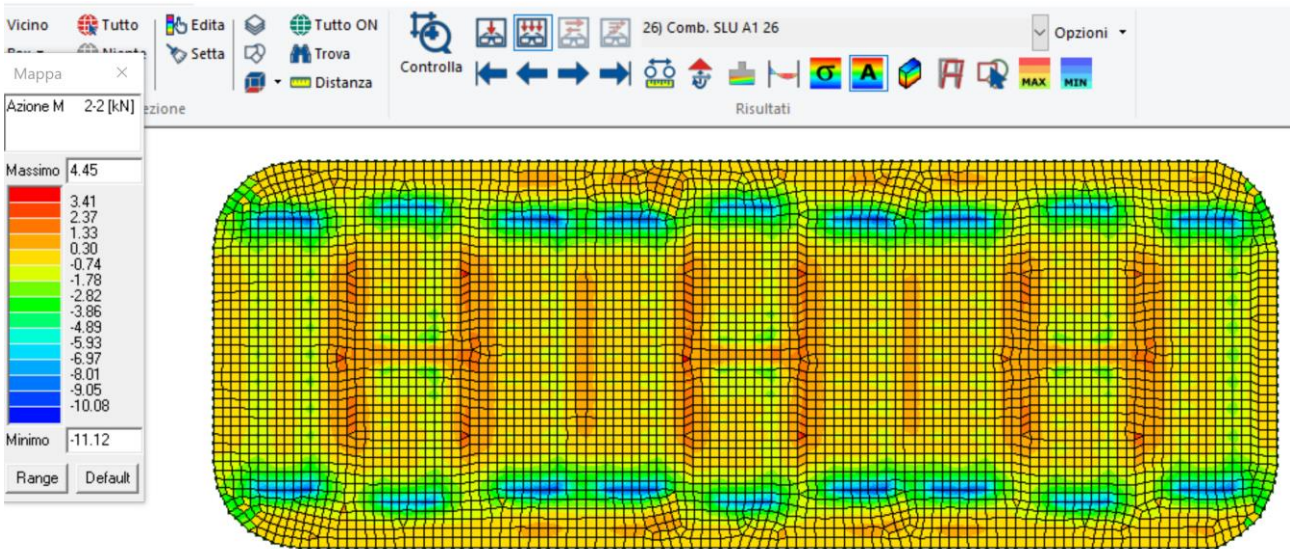 Vicino
Tutto
Edita
Tutto ON
Setta
Trova
Distanza
Controlla
26) Comb. SLU A1 26
Opzioni
MAX
MIN
σ
A
Risultati
ezione
Mappa
Azione M 2-2 [kN]
Massimo 4.45
3.41
2.37
1.33
0.30
-0.74
-1.78
-2.82
-3.86
-4.89
-5.93
-6.97
-8.01
-9.05
-10.08
Minimo -11.12
Range Default